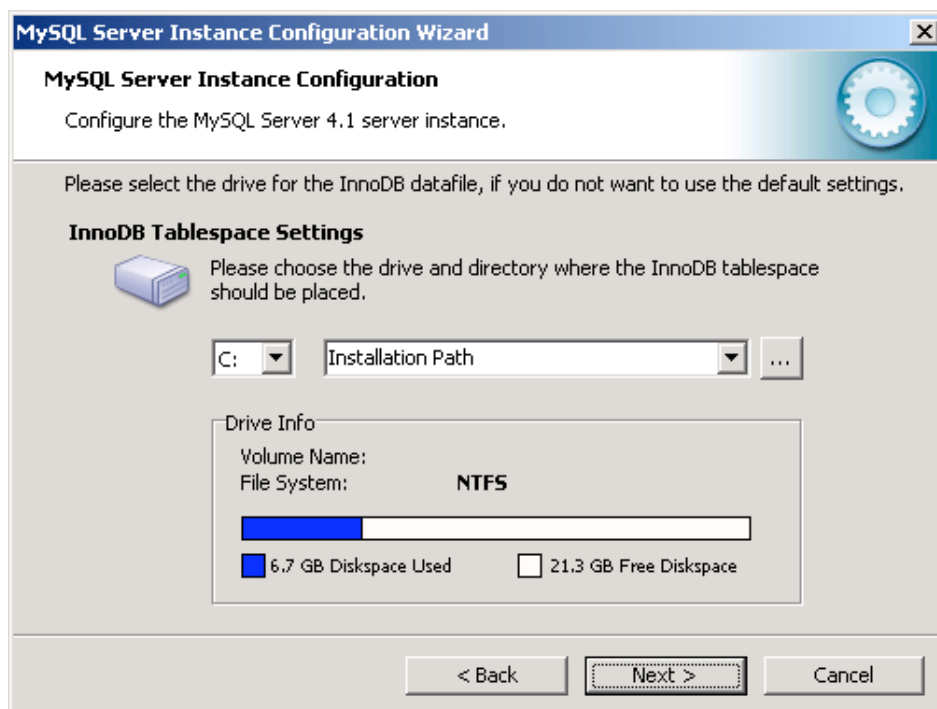 MySQL Server Instance Configuration Wizard
MySQL Server Instance Configuration
Configure the MySQL Server 4.1 server instance.
Please select the drive for the InnoDB datafile, if you do not want to use the default settings.
InnoDB Tablespace Settings
Please choose the drive and directory where the InnoDB tablespace
should be placed.
C: Installation Path ...
Drive Info
Volume Name:
File System: NTFS
6.7 GB Diskspace Used 21.3 GB Free Diskspace
< Back Next > Cancel